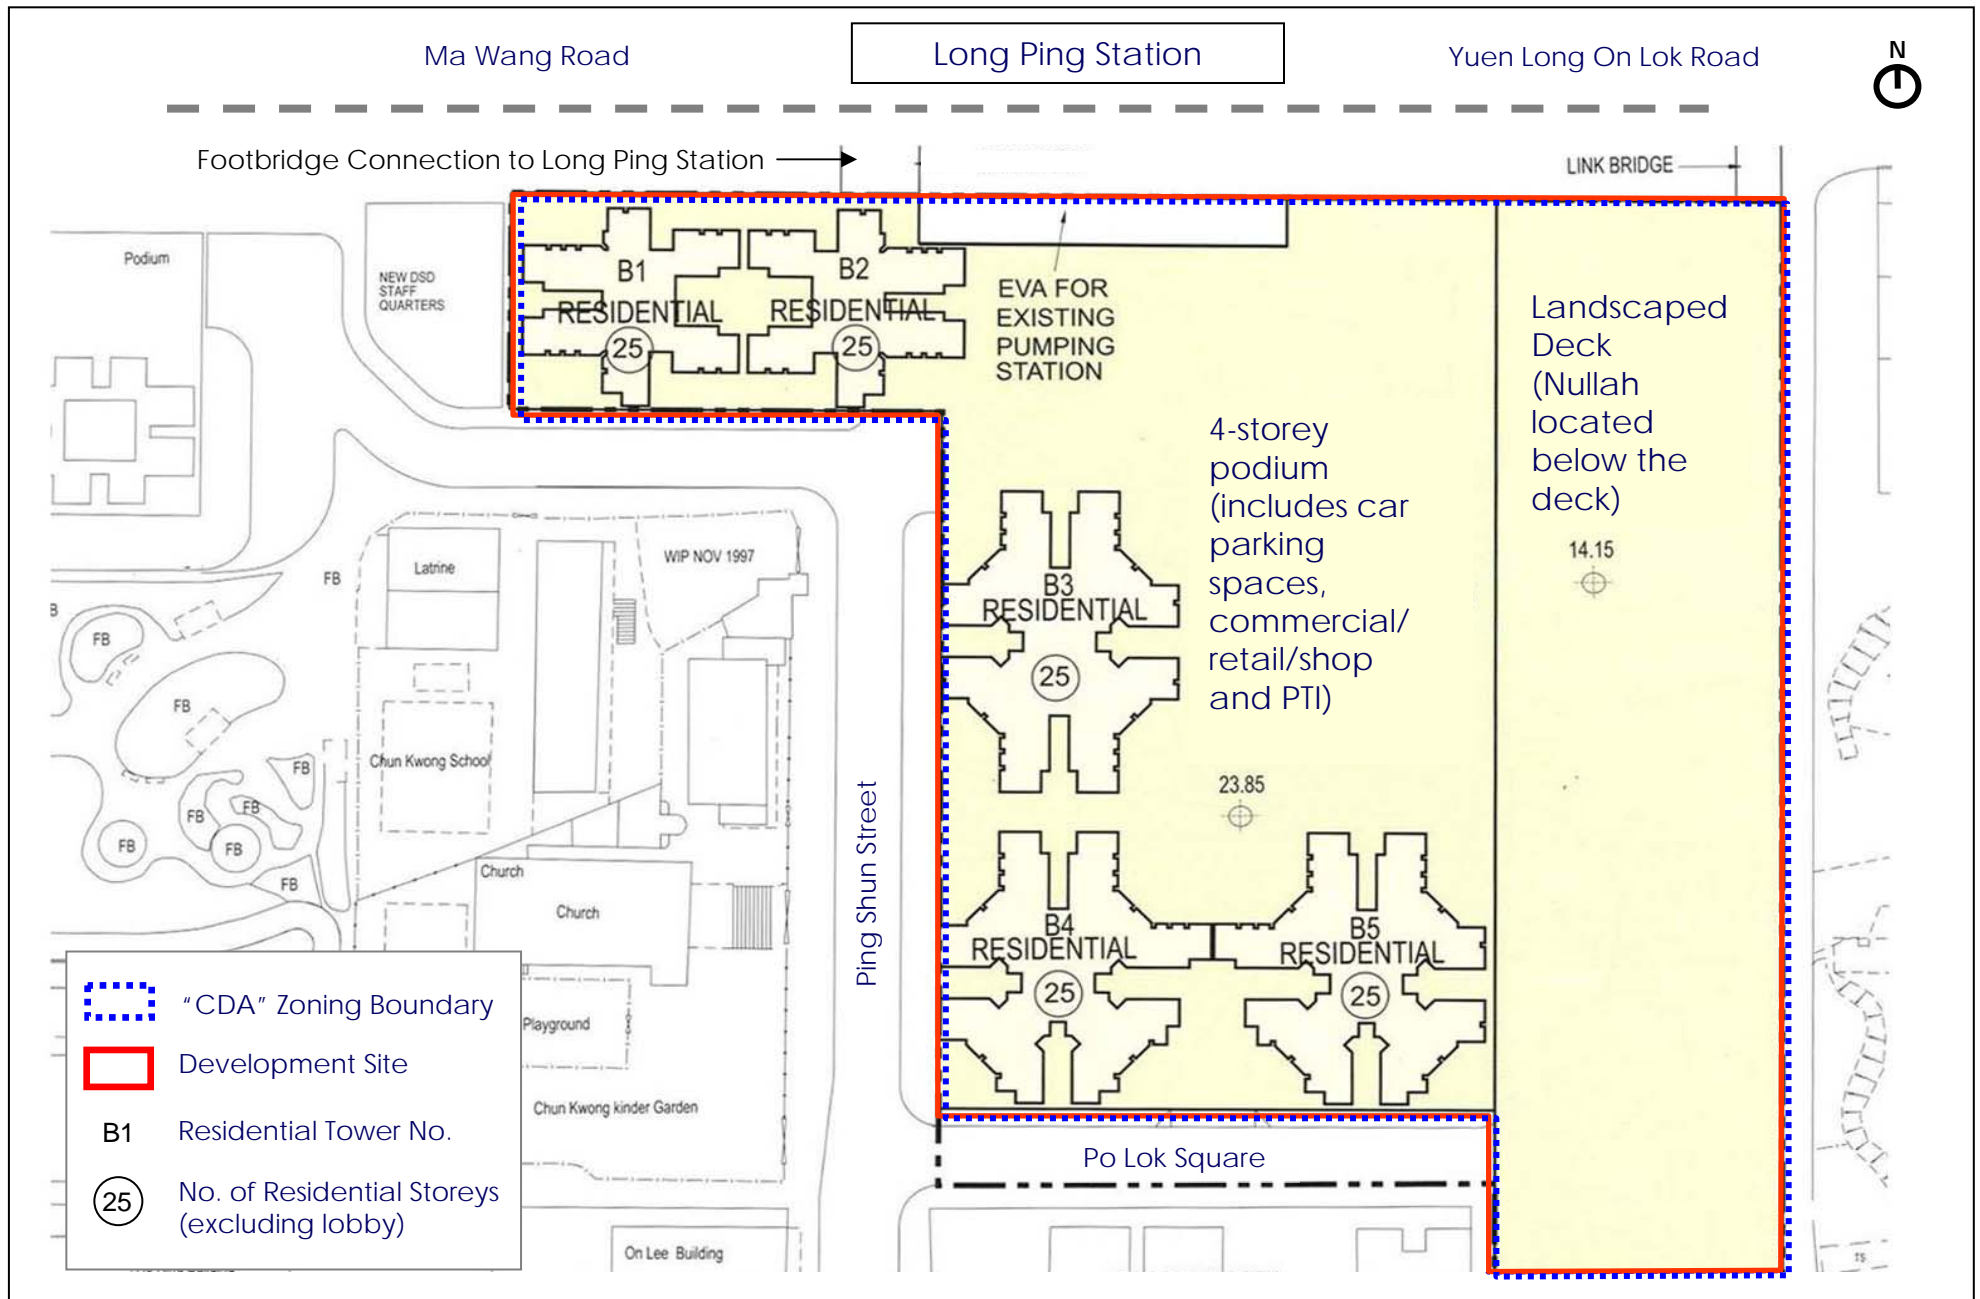 Ma Wang Road
Long Ping Station
Yuen Long On Lok Road
N
Footbridge Connection to Long Ping Station
LINK BRIDGE
Podium
NEW DSD
STAFF
QUARTERS
B1
RESIDENTIAL
25
B2
RESIDENTIAL
25
EVA FOR
EXISTING
PUMPING
STATION
Landscaped
Deck
(Nullah
located
below the
deck)
14.15
4-storey
podium
(includes car
parking
spaces,
commercial/
retail/shop
and PTI)
23.85
B3
RESIDENTIAL
25
B4
RESIDENTIAL
25
B5
RESIDENTIAL
25
WIP NOV 1997
Latrine
FB
B
FB
FB
FB
FB
FB
FB
FB
FB
Chun Kwong School
Church
Church
Playground
Chun Kwong kinder Garden
Ping Shun Street
Po Lok Square
On Lee Building
"CDA" Zoning Boundary
Development Site
B1
Residential Tower No.
25
No. of Residential Storeys
(excluding lobby)